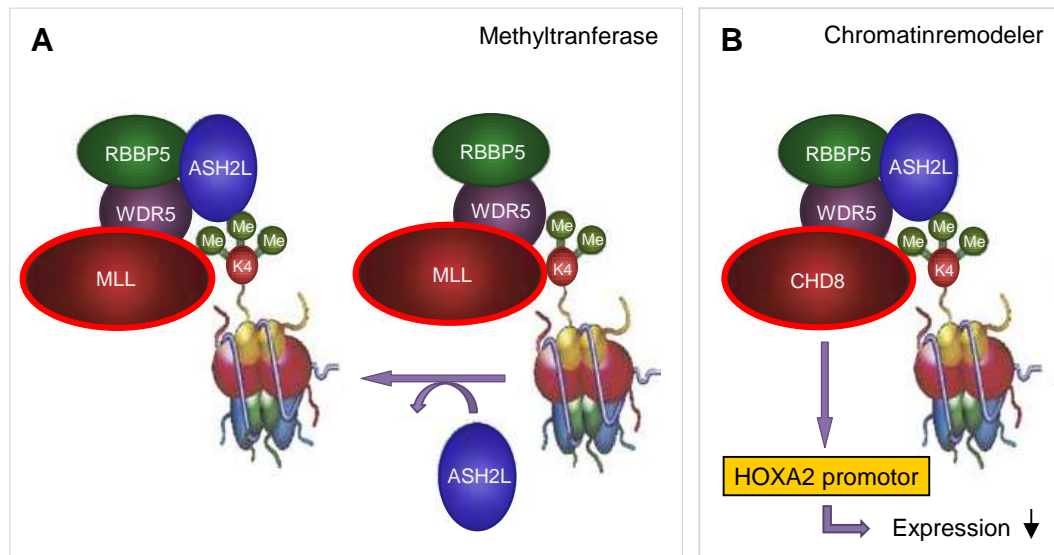 A
Methyltranferase
RBBP5
ASH2L
WDR5
Me
Me
Me
K4
MLL
RBBP5
WDR5
Me
Me
Me
K4
MLL
ASH2L
B
Chromatinremodeler
RBBP5
ASH2L
WDR5
Me
Me
Me
K4
CHD8
HOXA2 promotor
Expression